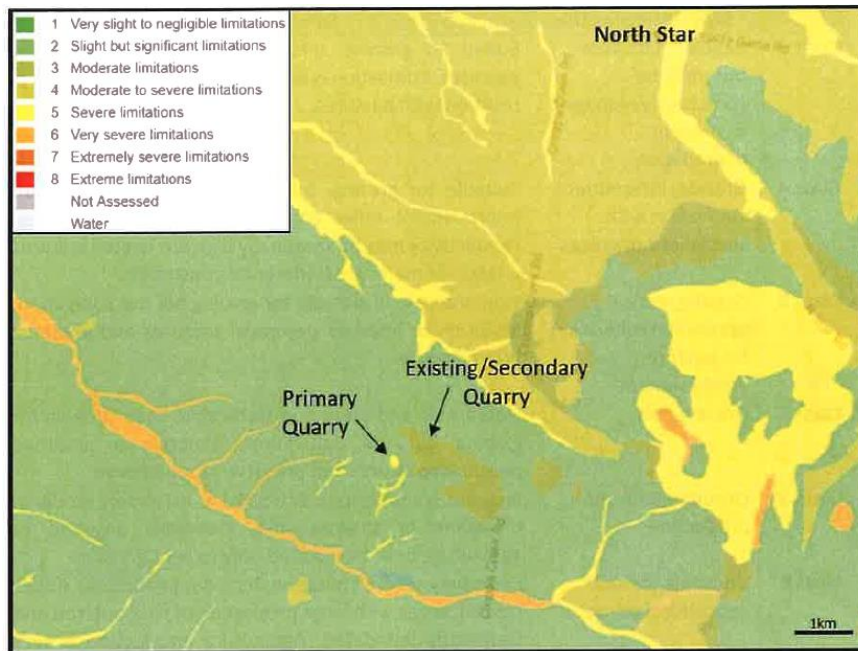 1 Very slight to negligible limitations
2 Slight but significant limitations
3 Moderate limitations
4 Moderate to severe limitations
5 Severe limitations
6 Very severe limitations
7 Extremely severe limitations
8 Extreme limitations
Not Assessed
Water
North Star
Existing/Secondary
Quarry
Primary
Quarry
1km